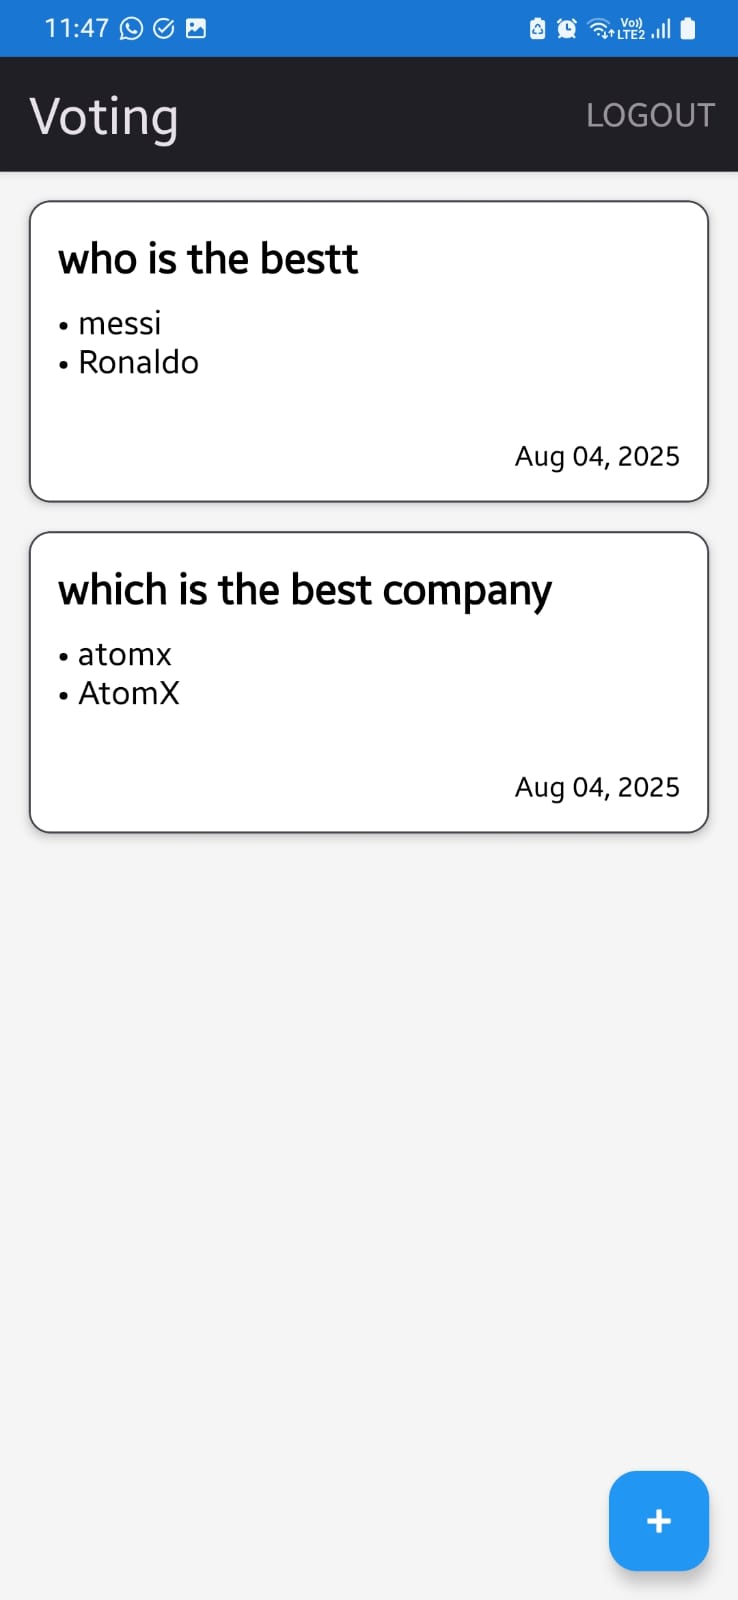 11:47
Vo))
LTE2
Voting
LOGOUT
who is the bestt
• messi
• Ronaldo
Aug 04, 2025
which is the best company
• atomx
• AtomX
Aug 04, 2025
+